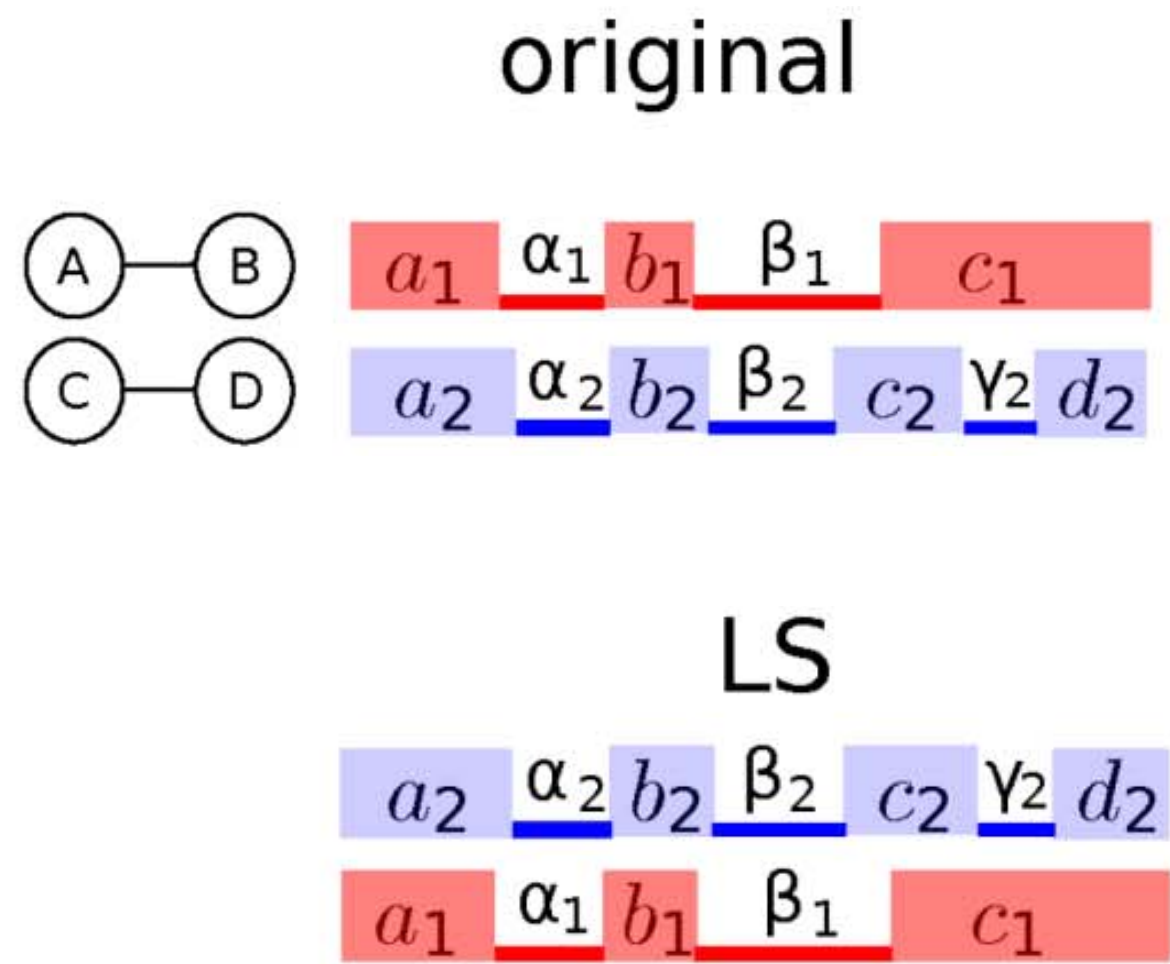 original
A B a₁ α₁ b₁ β₁ c₁
C D a₂ α₂ b₂ β₂ c₂ γ₂ d₂
LS
a₂ α₂ b₂ β₂ c₂ γ₂ d₂
a₁ α₁ b₁ β₁ c₁